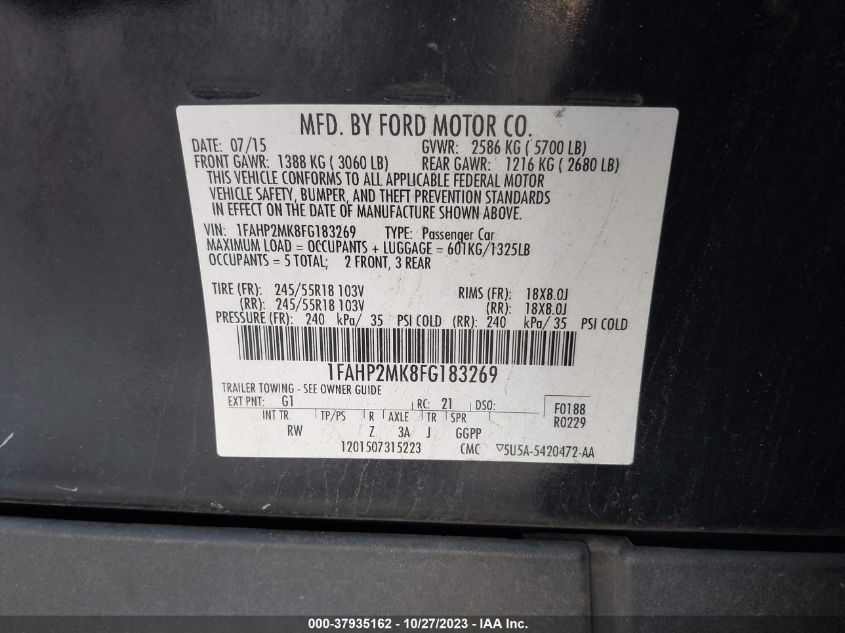 MFD. BY FORD MOTOR CO.
DATE: 07/15 GVWR: 2586 KG ( 5700 LB)
FRONT GAWR: 1388 KG ( 3060 LB) REAR GAWR: 1216 KG ( 2680 LB)
THIS VEHICLE CONFORMS TO ALL APPLICABLE FEDERAL MOTOR
VEHICLE SAFETY, BUMPER, AND THEFT PREVENTION STANDARDS
IN EFFECT ON THE DATE OF MANUFACTURE SHOWN ABOVE.
VIN: 1FAHP2MK8FG183269 TYPE: Passenger Car
MAXIMUM LOAD = OCCUPANTS + LUGGAGE = 601KG/1325LB
OCCUPANTS = 5 TOTAL; 2 FRONT, 3 REAR
TIRE (FR): 245/55R18 103V RIMS (FR): 18X8.0J
(RR): 245/55R18 103V (RR): 18X8.0J
PRESSURE (FR): 240 kPa/ 35 PSI COLD (RR): 240 kPa/ 35 PSI COLD
1FAHP2MK8FG183269
TRAILER TOWING - SEE OWNER GUIDE
EXT PNT: G1 RC: 21 DSO: F0188
INT TR TP/PS R AXLE TR SPR R0229
RW Z 3A J GGPP
1201507315223 CMC ▽5U5A-5420472-AA
000-37935162 - 10/27/2023 - IAA Inc.